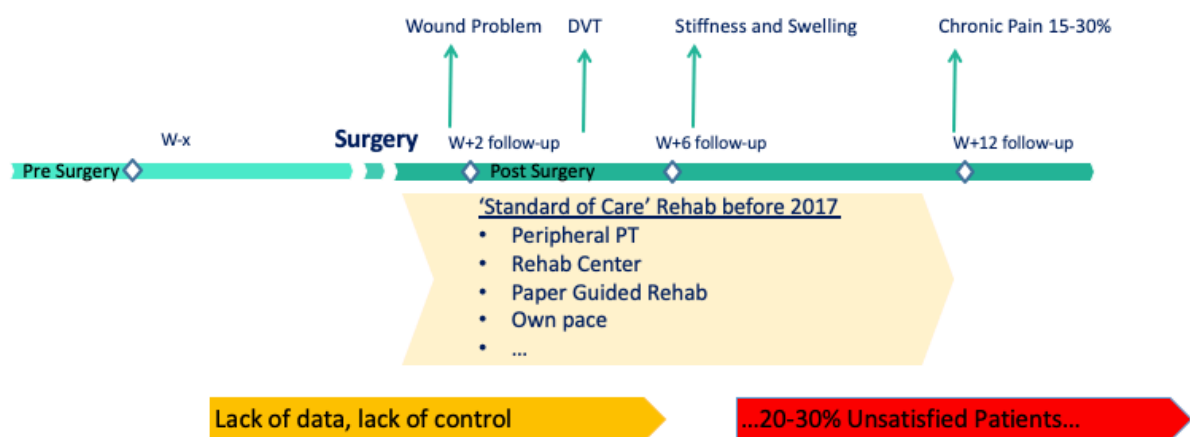 Wound Problem
DVT
Stiffness and Swelling
Chronic Pain 15-30%
W-x
Surgery
W+2 follow-up
W+6 follow-up
W+12 follow-up
Pre Surgery
Post Surgery
‘Standard of Care’ Rehab before 2017
• Peripheral PT
• Rehab Center
• Paper Guided Rehab
• Own pace
• ...
Lack of data, lack of control
...20-30% Unsatisfied Patients...